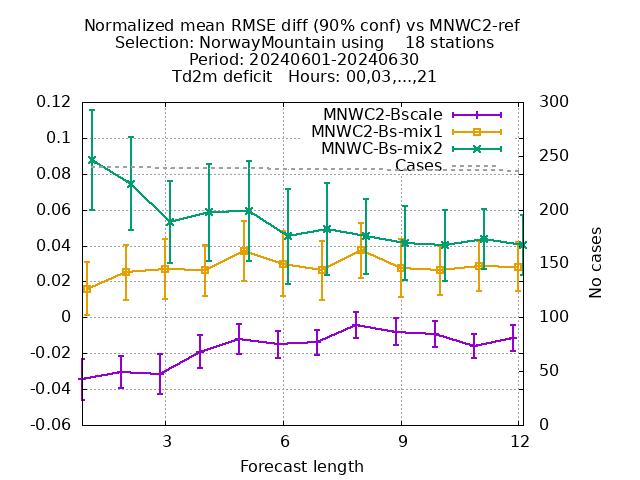 Normalized mean RMSE diff (90% conf) vs MNWC2-ref
Selection: NorwayMountain using 18 stations
Period: 20240601-20240630
Td2m deficit Hours: 00,03,...,21
0.12
0.1
0.08
0.06
0.04
0.02
0
-0.02
-0.04
-0.06
MNWC2-Bscale
MNWC2-Bs-mix1
MNWC-Bs-mix2
Cases
300
250
200
150
100
50
0
No cases
3
6
9
12
Forecast length